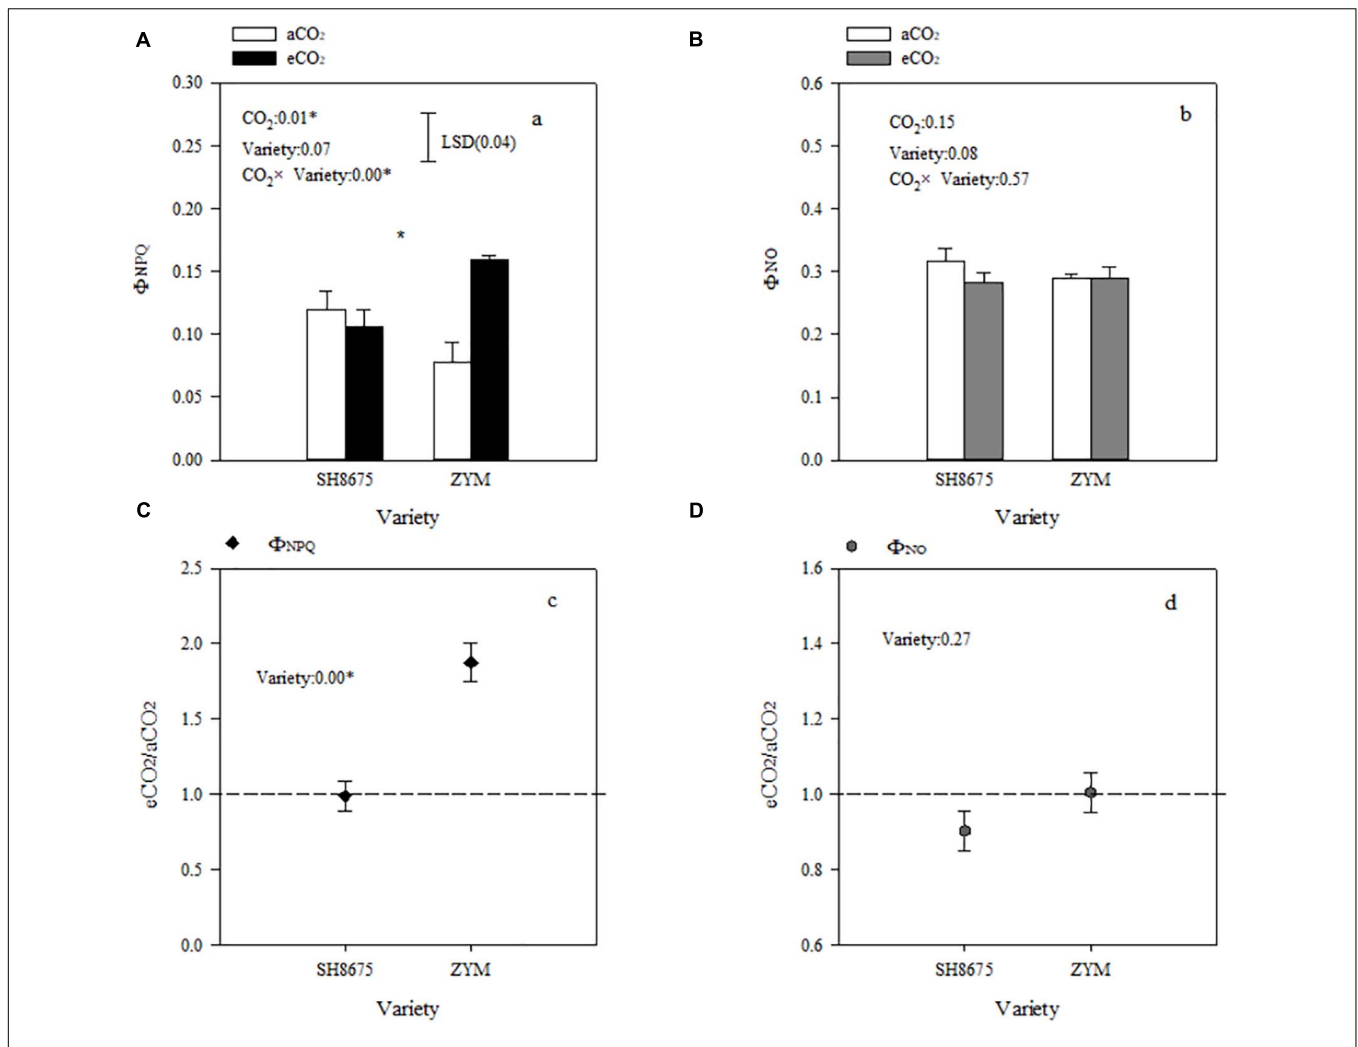 A
aCO2
eCO2
0.30
0.25
0.20
0.15
0.10
0.05
0.00
ΦNPQ
CO2:0.01*
Variety:0.07
CO2× Variety:0.00*
LSD(0.04)
a
*
SH8675 ZYM
Variety
B
aCO2
eCO2
0.6
0.5
0.4
0.3
0.2
0.1
0.0
ΦNO
CO2:0.15
Variety:0.08
CO2× Variety:0.57
b
SH8675 ZYM
Variety
C
ΦNPQ
2.5
2.0
1.5
1.0
0.5
0.0
eCO2/aCO2
c
Variety:0.00*
SH8675 ZYM
Variety
D
ΦNO
1.6
1.4
1.2
1.0
0.8
0.6
eCO2/aCO2
d
Variety:0.27
SH8675 ZYM
Variety